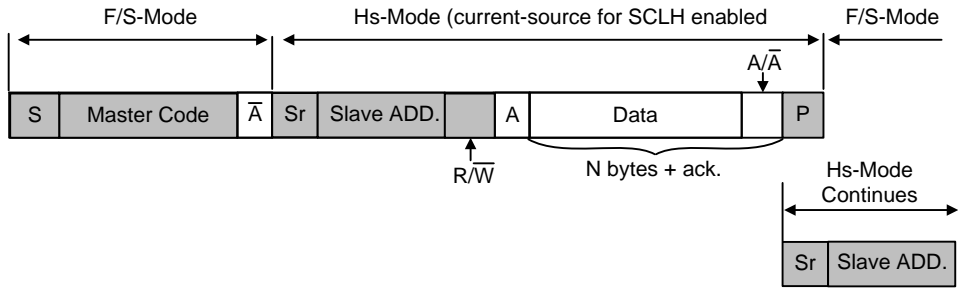 F/S-Mode Hs-Mode (current-source for SCLH enabled F/S-Mode
A/A̅
S Master Code A̅ Sr Slave ADD. A Data P
R/W̅ N bytes + ack.
Hs-Mode
Continues
Sr Slave ADD.